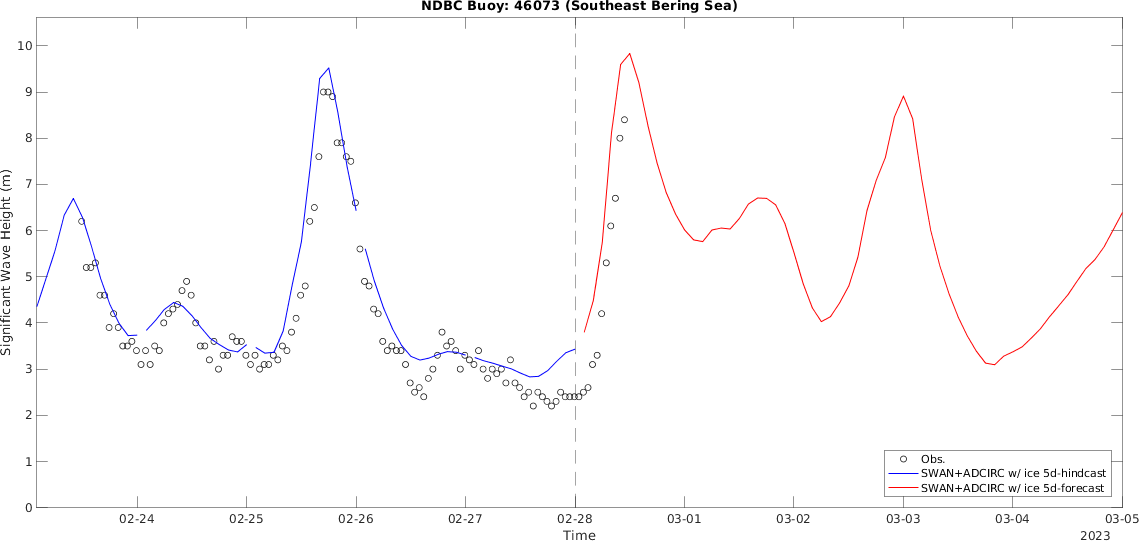 NDBC Buoy: 46073 (Southeast Bering Sea)
Significant Wave Height (m)
10
9
8
7
6
5
4
3
2
1
0
Obs.
SWAN+ADCIRC w/ ice 5d-hindcast
SWAN+ADCIRC w/ ice 5d-forecast
02-24 02-25 02-26 02-27 02-28 03-01 03-02 03-03 03-04 03-05
Time
2023